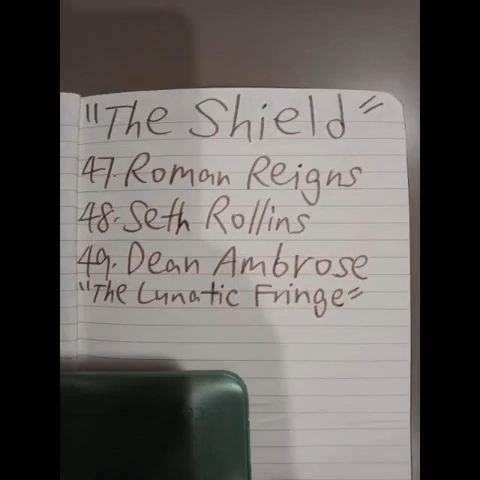 "The Shield"
47. Roman Reigns
48. Seth Rollins
49. Dean Ambrose
"The Lunatic Fringe"